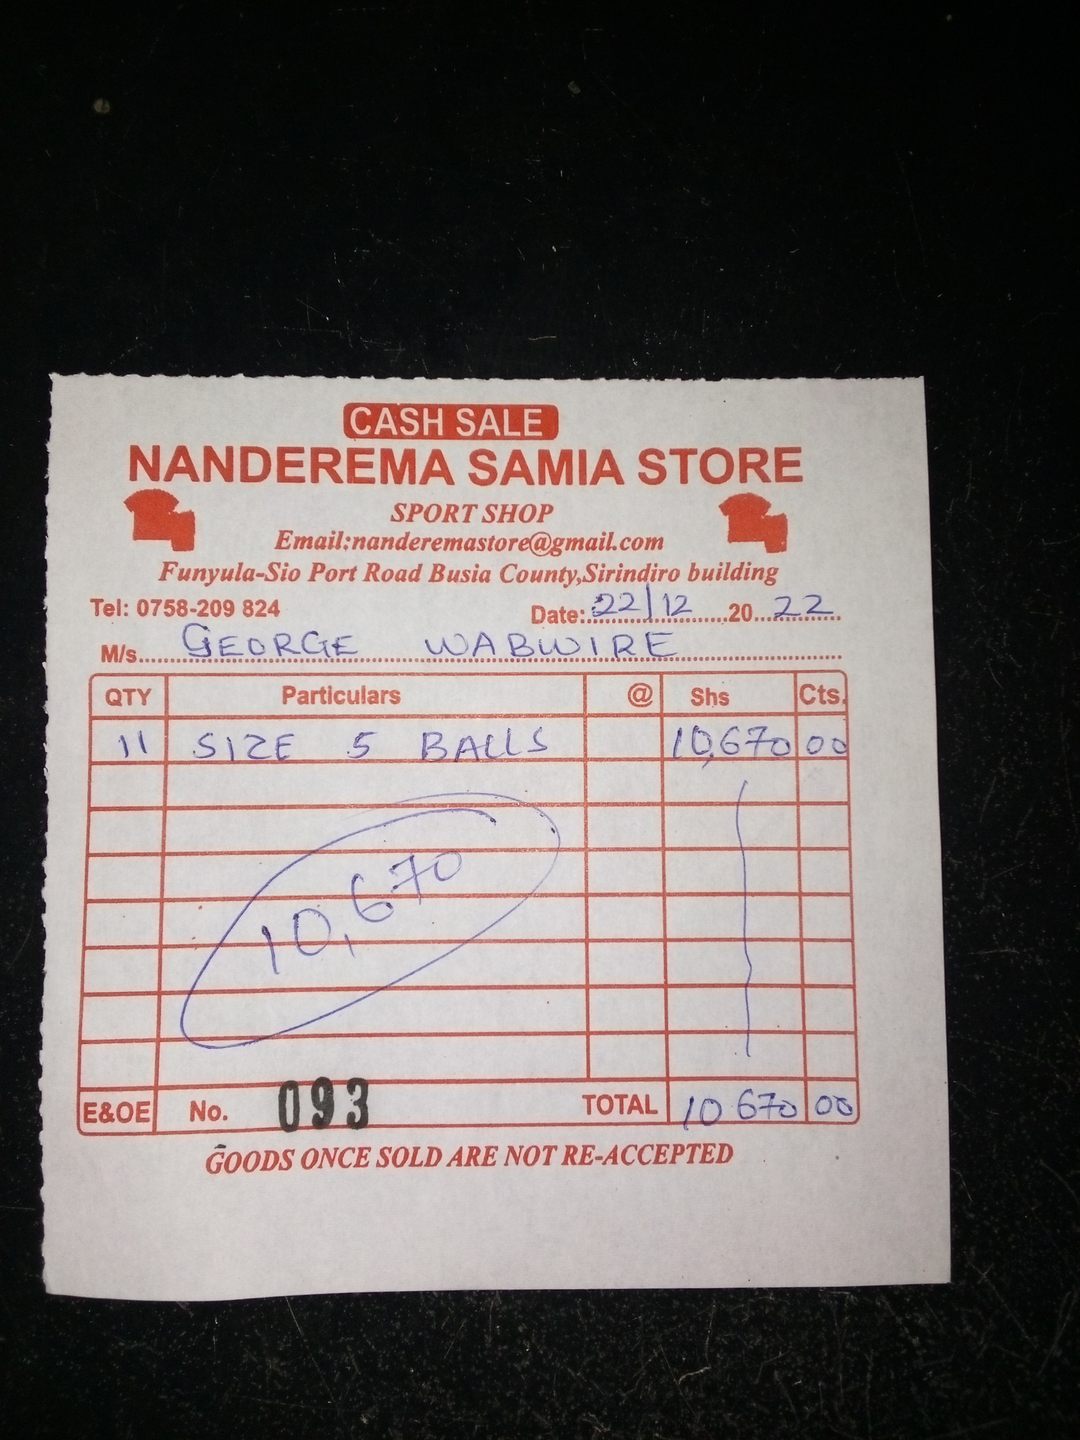 CASH SALE
NANDEREMA SAMIA STORE
SPORT SHOP
Email:nanderemastore@gmail.com
Funyula-Sio Port Road Busia County,Sirindiro building
Tel: 0758-209 824 Date: 22/12 20 22
M/s. GEORGE WABWIRE
QTY Particulars @ Shs Cts.
11 SIZE 5 BALLS 10,670 00
10,670
E&OE No. 093 TOTAL 10 670 00
GOODS ONCE SOLD ARE NOT RE-ACCEPTED